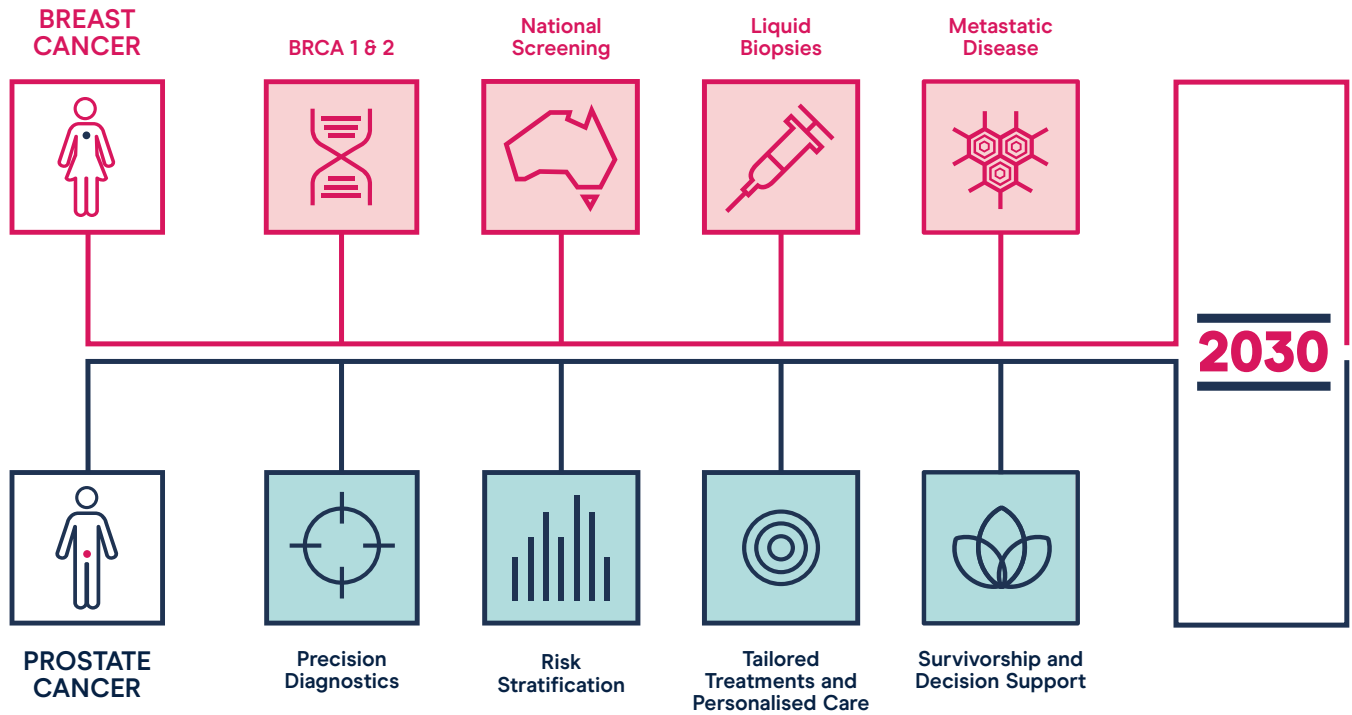 BREAST
CANCER
BRCA 1 & 2
National
Screening
Liquid
Biopsies
Metastatic
Disease
2030
PROSTATE
CANCER
Precision
Diagnostics
Risk
Stratification
Tailored
Treatments and
Personalised Care
Survivorship and
Decision Support